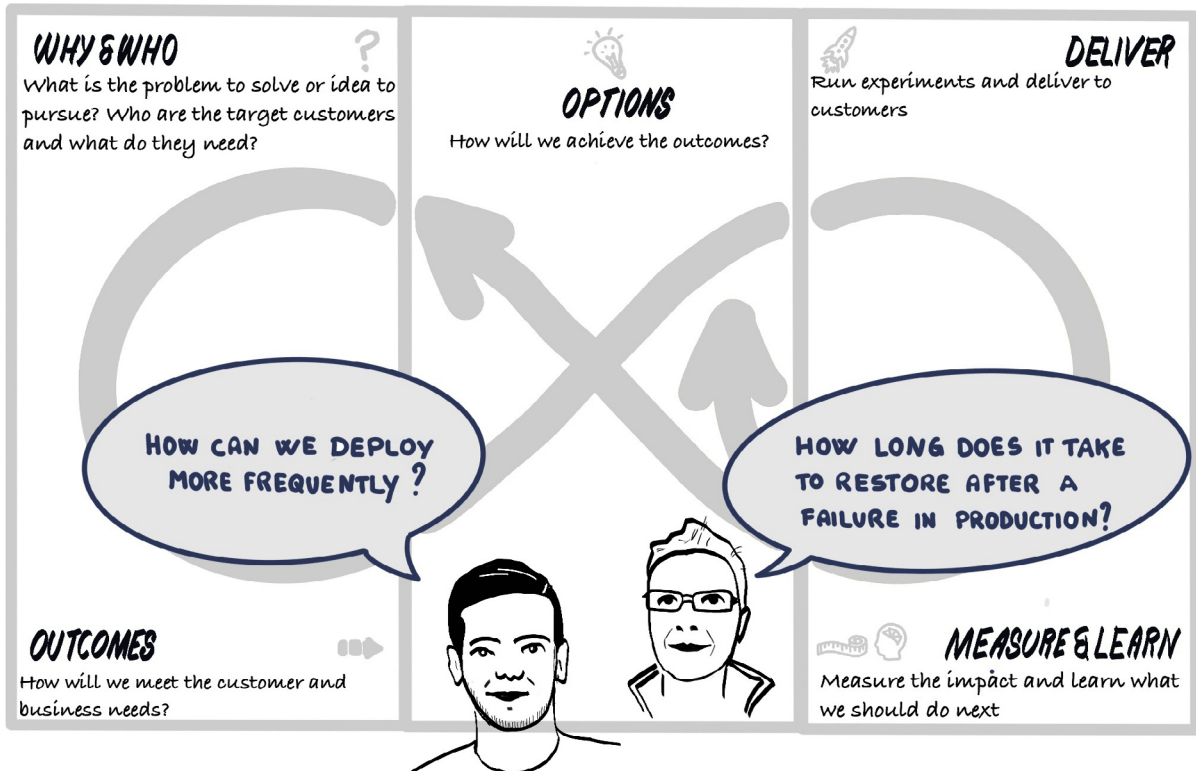 WHY & WHO
What is the problem to solve or idea to
pursue? Who are the target customers
and what do they need?
OPTIONS
How will we achieve the outcomes?
DELIVER
Run experiments and deliver to
customers
HOW CAN WE DEPLOY
MORE FREQUENTLY?
HOW LONG DOES IT TAKE
TO RESTORE AFTER A
FAILURE IN PRODUCTION?
OUTCOMES
How will we meet the customer and
business needs?
MEASURE & LEARN
Measure the impact and learn what
we should do next